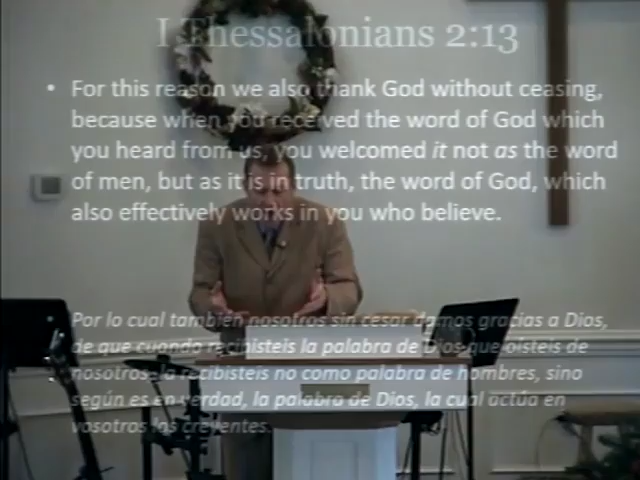 I Thessalonians 2:13
• For this reason we also thank God without ceasing,
because when you received the word of God which
you heard from us, you welcomed it not as the word
of men, but as it is in truth, the word of God, which
also effectively works in you who believe.
Por lo cual también nosotros sin cesar damos gracias a Dios,
de que cuando recibisteis la palabra de Dios que oísteis de
nosotros, la recibisteis no como palabra de hombres, sino
según es en verdad, la palabra de Dios, la cual actúa en
vosotros los creyentes.